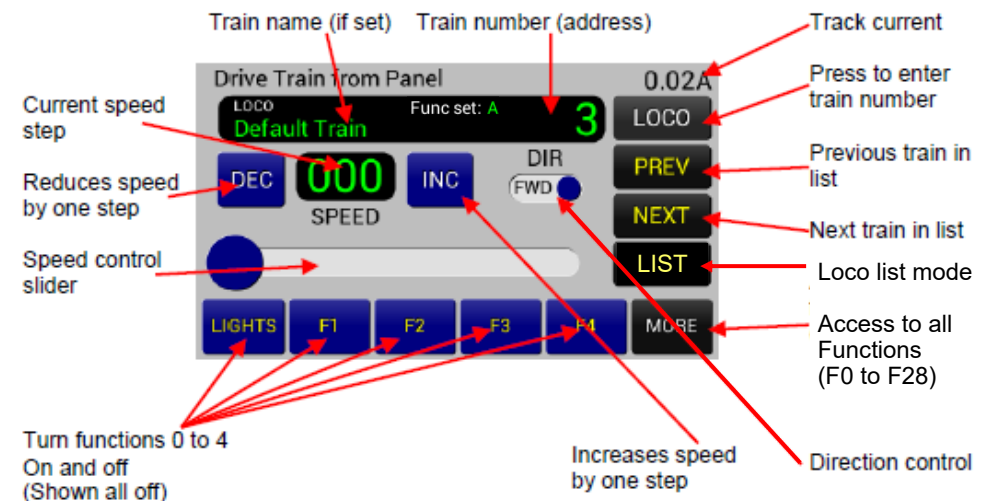 Train name (if set)
Train number (address)
Track current
Drive Train from Panel
0.02A
Press to enter
train number
LOCO
Func set: A
Default Train
3
LOCO
Current speed
step
Previous train in
list
DEC
000
INC
DIR
FWD
PREV
Reduces speed
by one step
SPEED
NEXT
Next train in list
Speed control
slider
LIST
Loco list mode
LIGHTS
F1
F2
F3
F4
MORE
Access to all
Functions
(F0 to F28)
Turn functions 0 to 4
On and off
(Shown all off)
Increases speed
by one step
Direction control